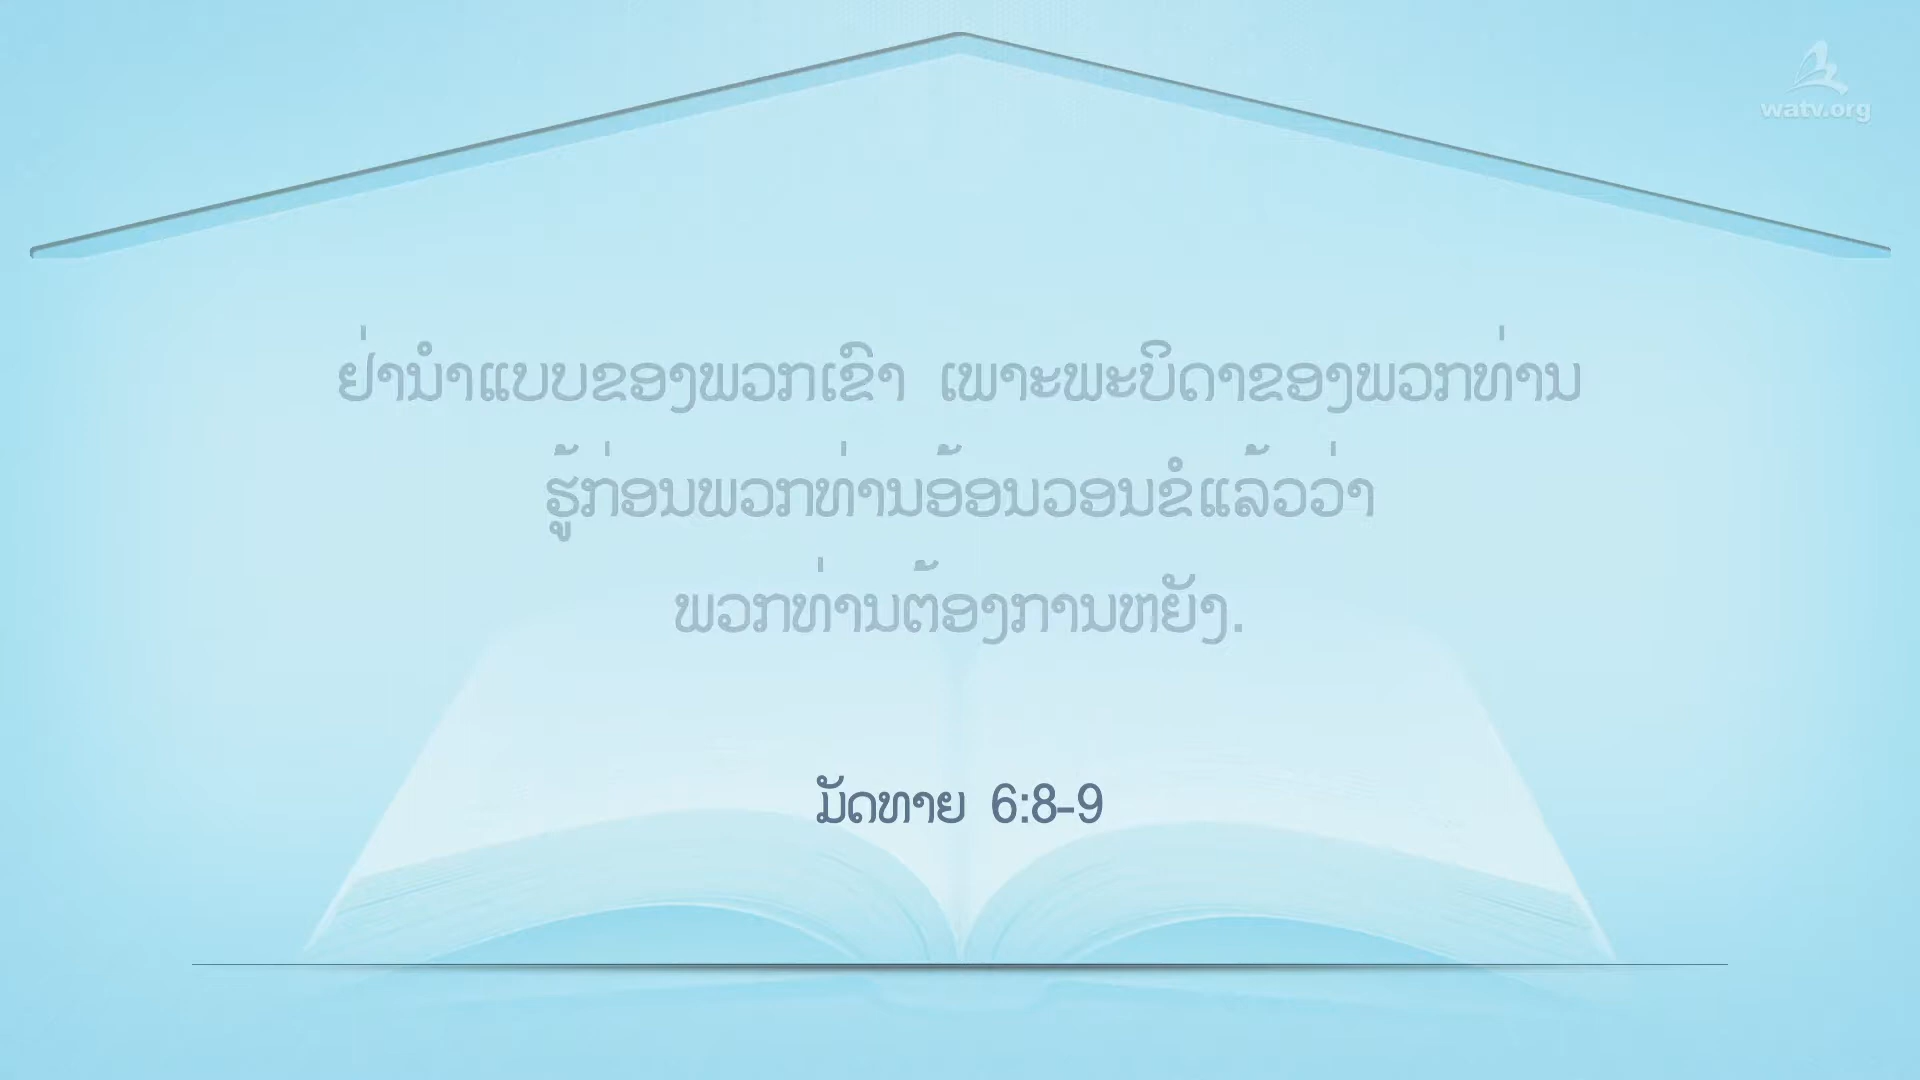 watv.org
ຢ່ານຳແບບຂອງພວກເຂົາ ເພາະພະບິດາຂອງພວກທ່ານ
ຮູ້ກ່ອນພວກທ່ານອ້ອນວອນຂໍແລ້ວວ່າ
ພວກທ່ານຕ້ອງການຫຍັງ.
ມັດທາຍ 6:8-9